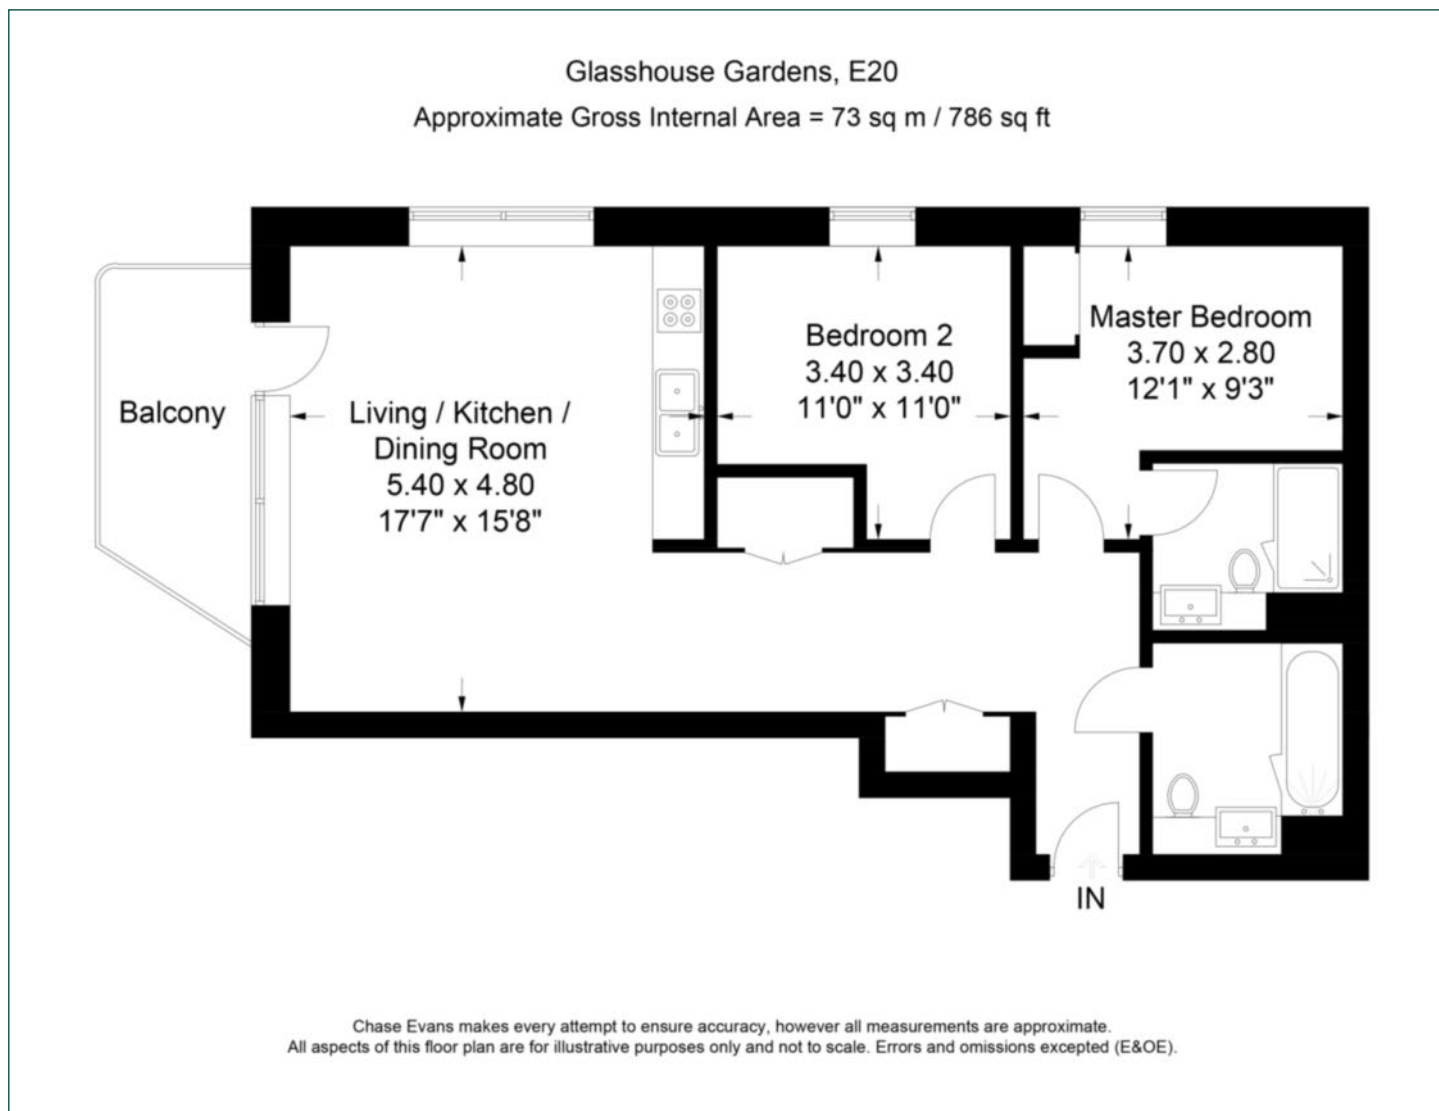 Glasshouse Gardens, E20
Approximate Gross Internal Area = 73 sq m / 786 sq ft
Balcony
Living / Kitchen /
Dining Room
5.40 x 4.80
17'7" x 15'8"
Bedroom 2
3.40 x 3.40
11'0" x 11'0"
Master Bedroom
3.70 x 2.80
12'1" x 9'3"
IN
Chase Evans makes every attempt to ensure accuracy, however all measurements are approximate.
All aspects of this floor plan are for illustrative purposes only and not to scale. Errors and omissions excepted (E&OE).